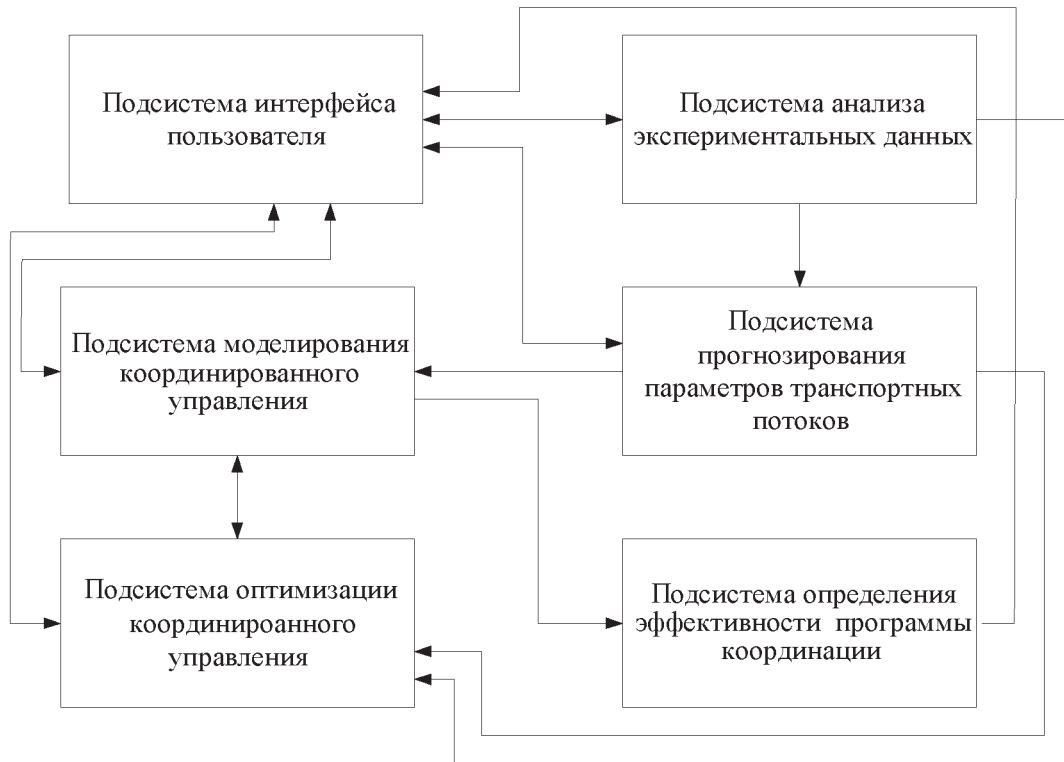 Подсистема интерфейса
пользователя
Подсистема анализа
экспериментальных данных
Подсистема моделирования
координированного
управления
Подсистема
прогнозирования
параметров транспортных
потоков
Подсистема оптимизации
координироанного
управления
Подсистема определения
эффективности программы
координации